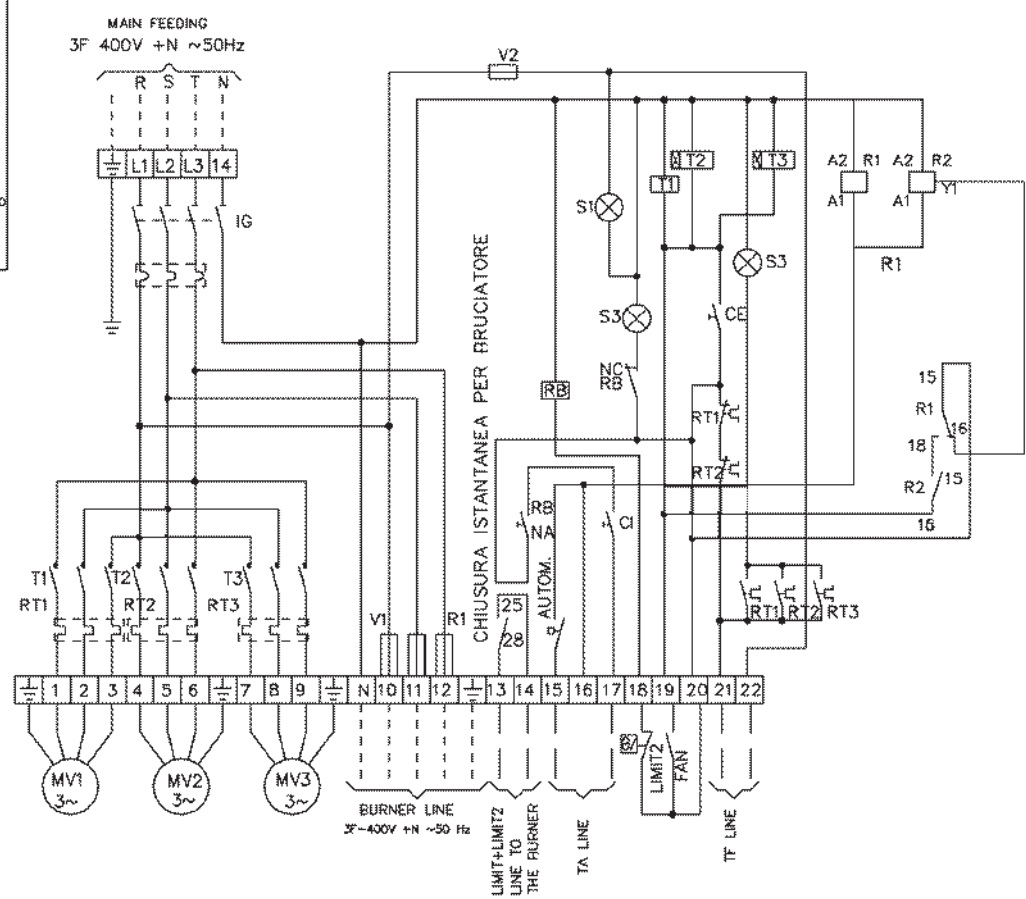 MAIN FEEDING
3F 400V +N ~50Hz
R S T N
L1 L2 L3 14
IG
V2
S1
S3
NC
RB
RB
T1
T2
T3
S3
CE
RT1
RT2
A2 R1 A2 R2
A1 A1 Y1
R1
15
R1
16
18
R2 15
16
CHIUSURA ISTANTANEA PER BRUCIATORE
RB
NA
CI
AUTOM.
25
28
T1 T2 T3
RT1 RT2 RT3
V1 R1
RT1 RT2 RT3
1 2 3 4 5 6 7 8 9 N 10 11 12 13 14 15 16 17 18 19 20 21 22
MV1
3~
MV2
3~
MV3
3~
BURNER LINE
3F-400V +N ~50 Hz
LIMIT+LIMIT2
LINE TO
THE BURNER
TA LINE
LIMIT2
FAN
TF LINE